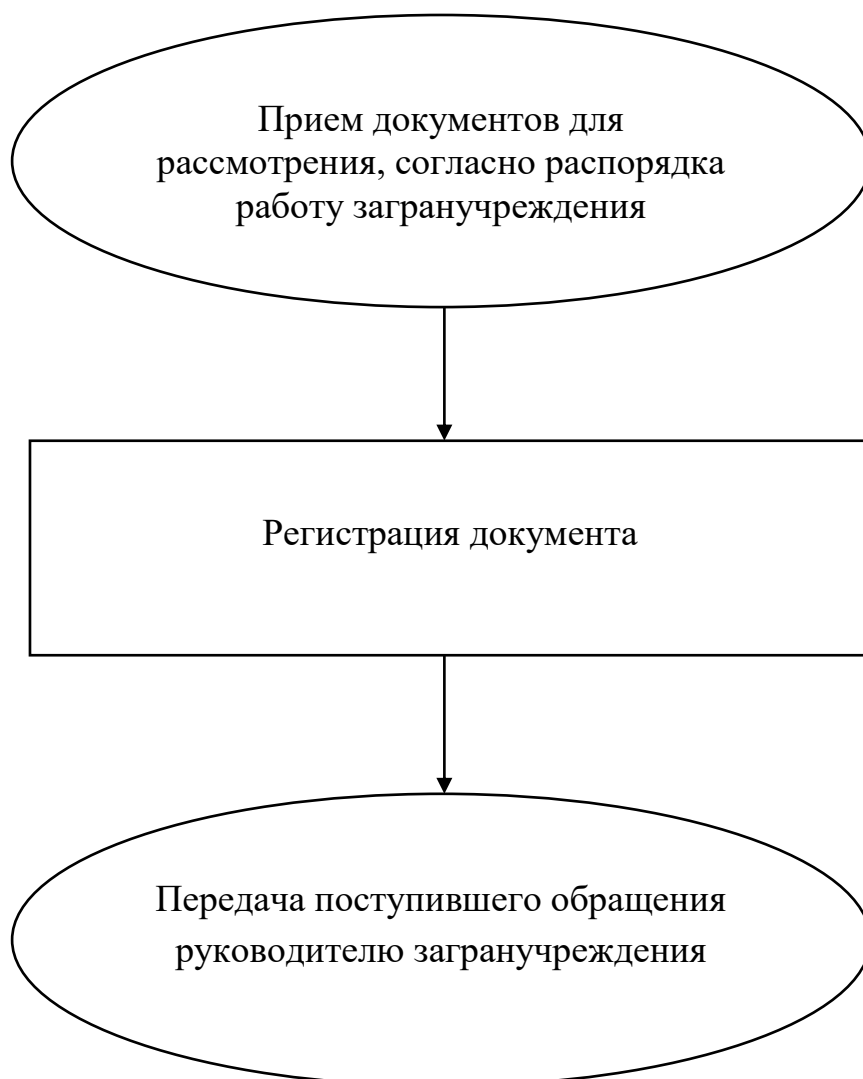 Прием документов для
рассмотрения, согласно распорядка
работу загранучреждения
Регистрация документа
Передача поступившего обращения
руководителю загранучреждения